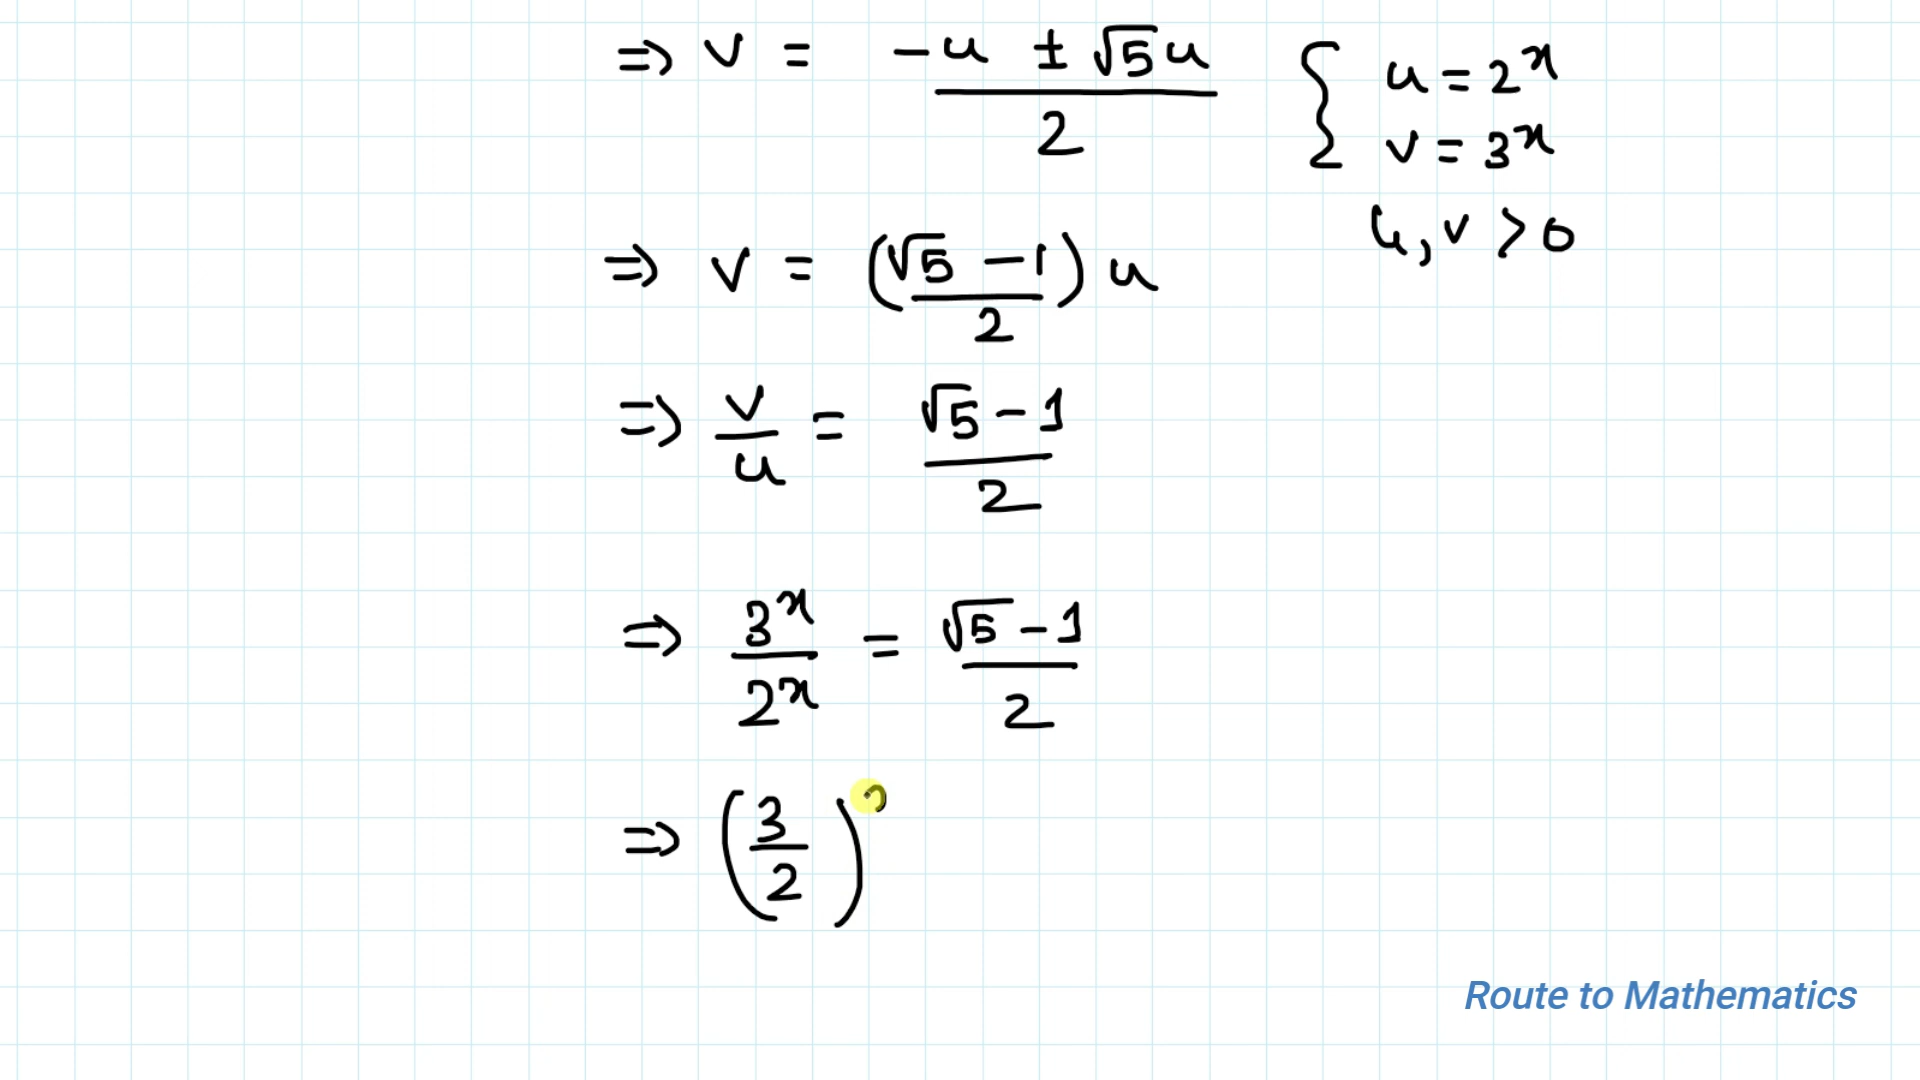 ⇒ v = (-u ± √5u)/2
{ u = 2^x
v = 3^x
u, v > 0
⇒ v = ((√5 - 1)/2) u
⇒ v/u = (√5 - 1)/2
⇒ 3^x/2^x = (√5 - 1)/2
⇒ (3/2)
Route to Mathematics